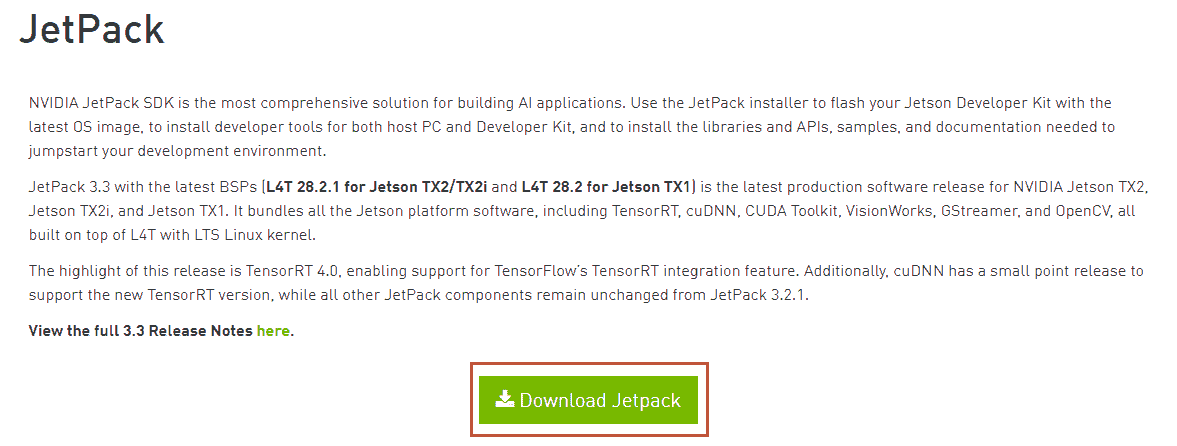 JetPack
NVIDIA JetPack SDK is the most comprehensive solution for building AI applications. Use the JetPack installer to flash your Jetson Developer Kit with the
latest OS image, to install developer tools for both host PC and Developer Kit, and to install the libraries and APIs, samples, and documentation needed to
jumpstart your development environment.
JetPack 3.3 with the latest BSPs (L4T 28.2.1 for Jetson TX2/TX2i and L4T 28.2 for Jetson TX1) is the latest production software release for NVIDIA Jetson TX2,
Jetson TX2i, and Jetson TX1. It bundles all the Jetson platform software, including TensorRT, cuDNN, CUDA Toolkit, VisionWorks, GStreamer, and OpenCV, all
built on top of L4T with LTS Linux kernel.
The highlight of this release is TensorRT 4.0, enabling support for TensorFlow's TensorRT integration feature. Additionally, cuDNN has a small point release to
support the new TensorRT version, while all other JetPack components remain unchanged from JetPack 3.2.1.
View the full 3.3 Release Notes here.
Download Jetpack